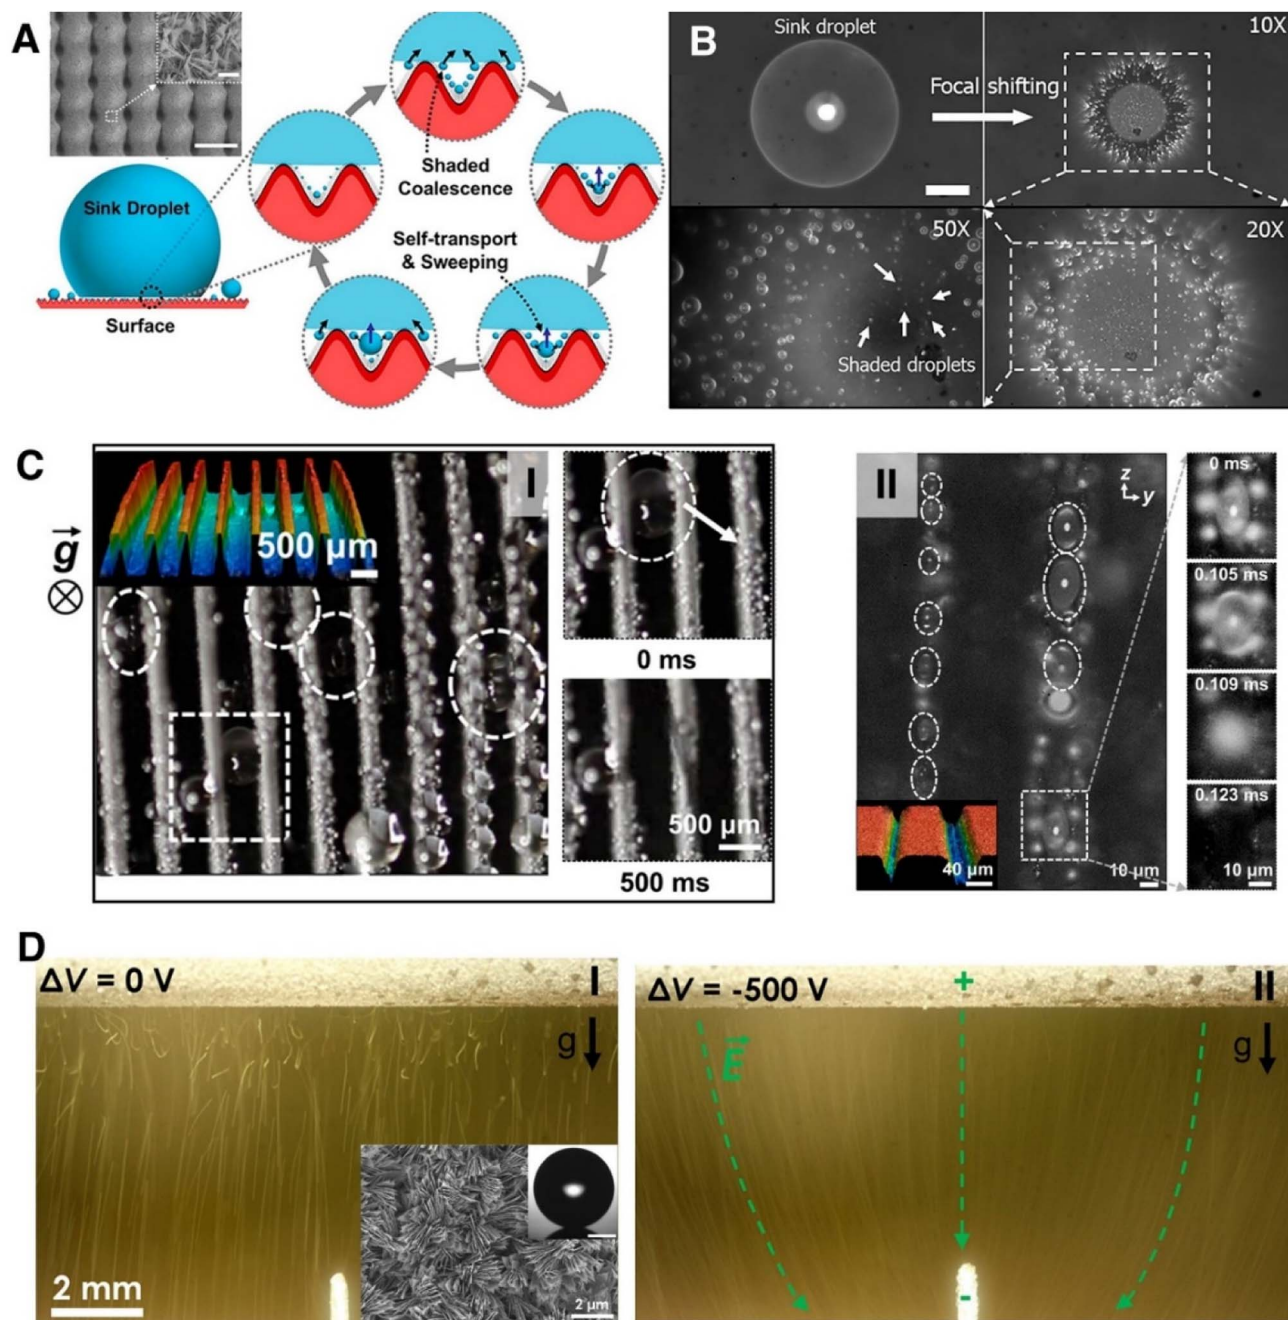 A
Sink Droplet
Surface
Shaded
Coalescence
Self-transport
& Sweeping
B
Sink droplet
10X
Focal shifting
50X
20X
Shaded droplets
C
g
I
500 µm
0 ms
500 µm
500 ms
II
z
y
40 µm
10 µm
0 ms
0.105 ms
0.109 ms
0.123 ms
10 µm
D
ΔV = 0 V
I
g
2 mm
2 µm
ΔV = -500 V
+
II
E
g
-